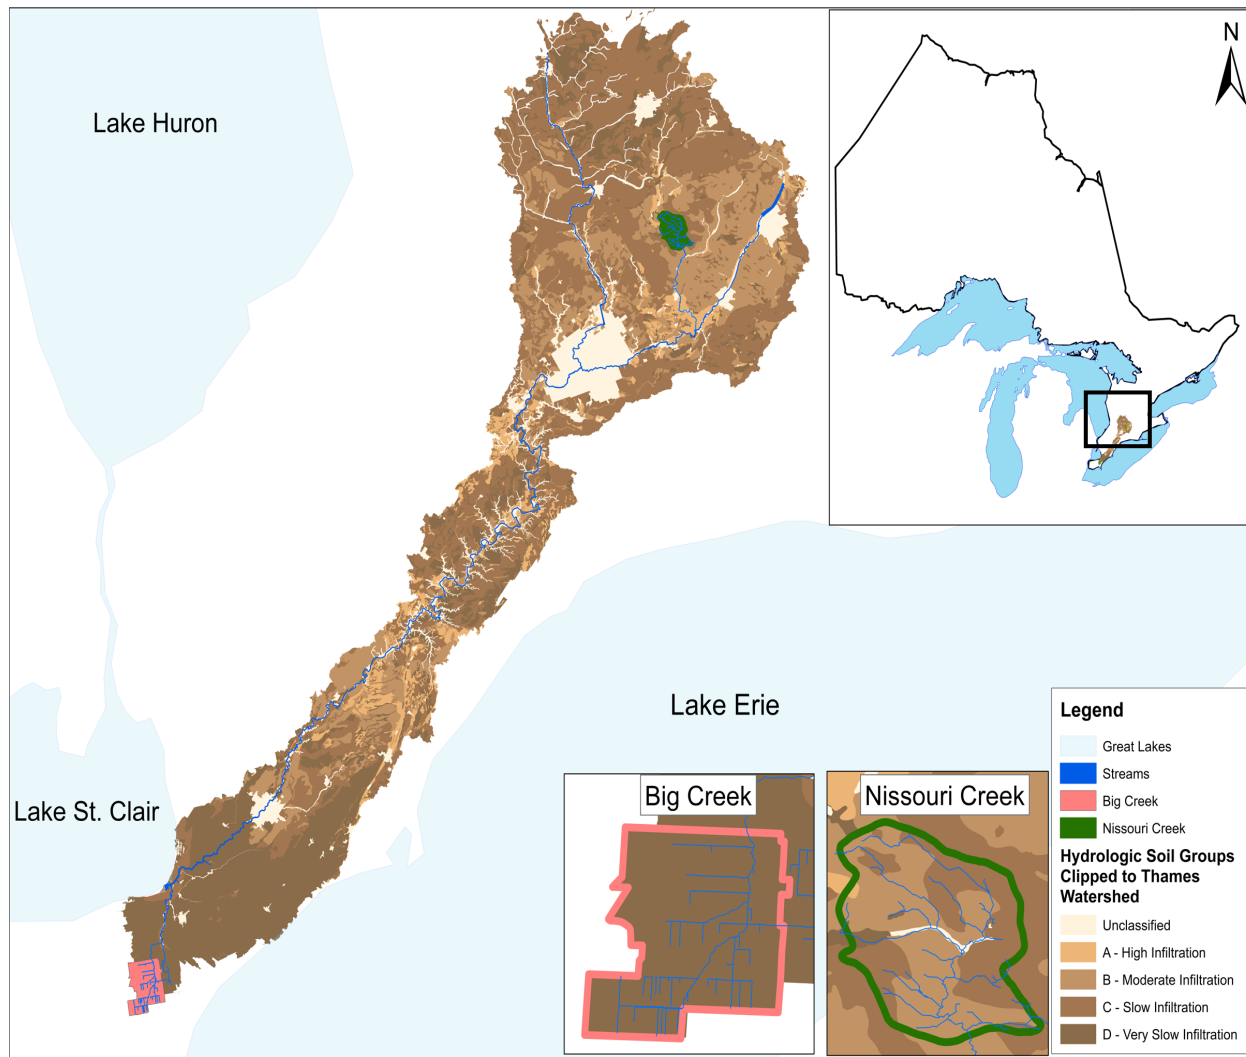 N
Lake Huron
Lake Erie
Lake St. Clair
Big Creek
Nissouri Creek
Legend
Great Lakes
Streams
Big Creek
Nissouri Creek
Hydrologic Soil Groups
Clipped to Thames
Watershed
Unclassified
A - High Infiltration
B - Moderate Infiltration
C - Slow Infiltration
D - Very Slow Infiltration